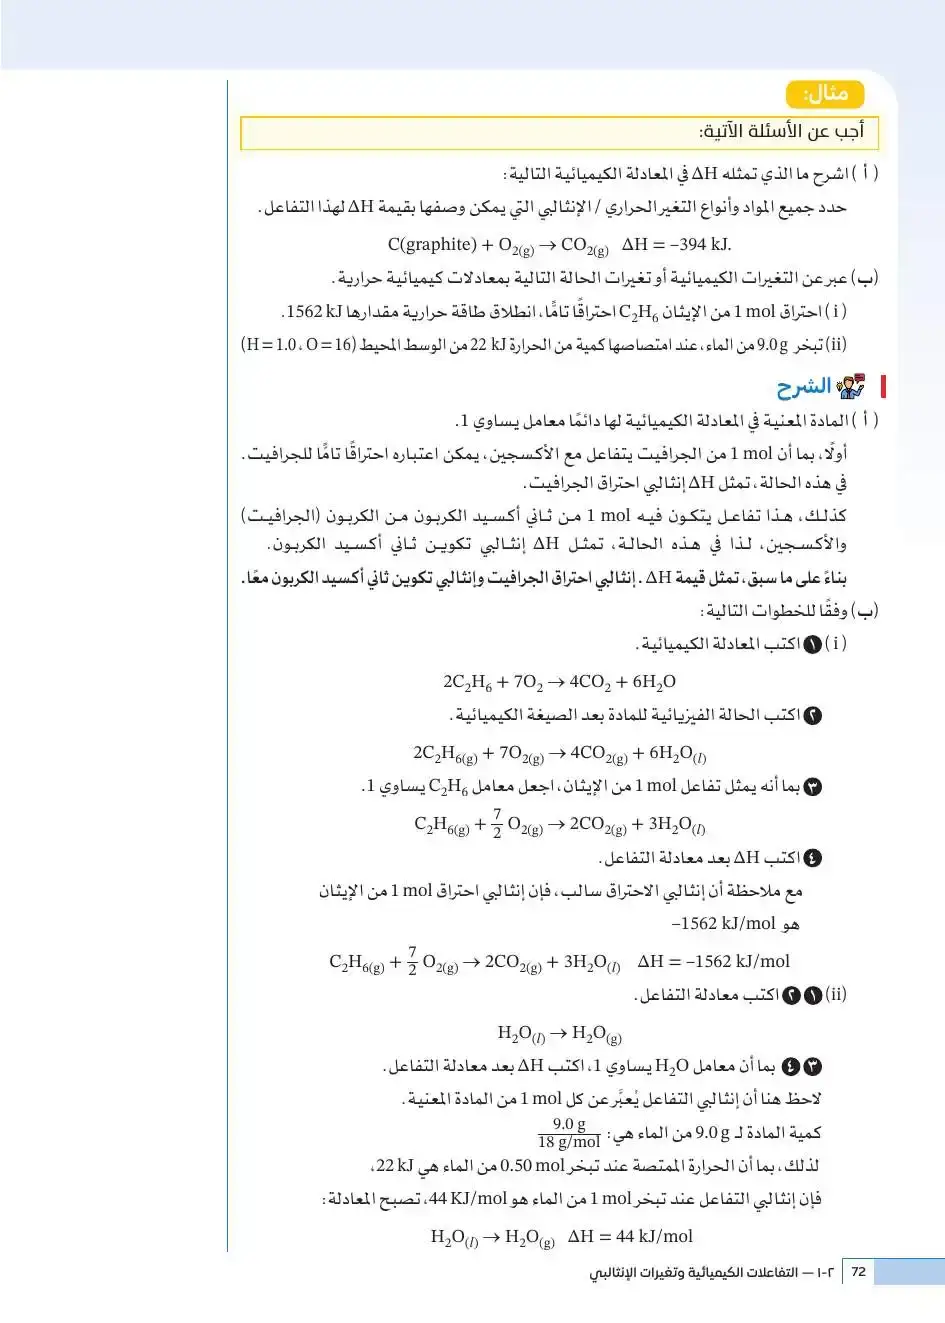 مثال:
أجب عن الأسئلة الآتية:
( أ ) اشرح ما الذي تمثله ΔH في المعادلة الكيميائية التالية:
حدد جميع المواد وأنواع التغير الحراري / الإنثالبي التي يمكن وصفها بقيمة ΔH لهذا التفاعل.
C(graphite) + O₂(g) → CO₂(g) ΔH = –394 kJ.
(ب) عبر عن التغيرات الكيميائية أو تغيرات الحالة التالية بمعادلات كيميائية حرارية.
( i ) احتراق 1 mol من الإيثان C₂H₆ احتراقًا تامًّا، انطلاق طاقة حرارية مقدارها 1562 kJ.
(ii) تبخر 9.0 g من الماء، عند امتصاصها كمية من الحرارة 22 kJ من الوسط المحيط (H = 1.0 ، O = 16)
الشرح
( أ ) المادة المعنية في المعادلة الكيميائية لها دائمًا معامل يساوي 1.
أولًا، بما أن 1 mol من الجرافيت يتفاعل مع الأكسجين، يمكن اعتباره احتراقًا تامًّا للجرافيت.
في هذه الحالة، تمثل ΔH إنثالبي احتراق الجرافيت.
كذلك، هذا تفاعل يتكون فيه 1 mol من ثاني أكسيد الكربون من الكربون (الجرافيت)
والأكسجين، لذا في هذه الحالة، تمثل ΔH إنثالبي تكوين ثاني أكسيد الكربون.
بناءً على ما سبق، تمثل قيمة ΔH . إنثالبي احتراق الجرافيت وإنثالبي تكوين ثاني أكسيد الكربون معًا.
(ب) وفقًا للخطوات التالية:
( i ) ١ اكتب المعادلة الكيميائية.
2C₂H₆ + 7O₂ → 4CO₂ + 6H₂O
٢ اكتب الحالة الفيزيائية للمادة بعد الصيغة الكيميائية.
2C₂H₆(g) + 7O₂(g) → 4CO₂(g) + 6H₂O(l)
٣ بما أنه يمثل تفاعل 1 mol من الإيثان، اجعل معامل C₂H₆ يساوي 1.
C₂H₆(g) + 7/2 O₂(g) → 2CO₂(g) + 3H₂O(l)
٤ اكتب ΔH بعد معادلة التفاعل.
مع ملاحظة أن إنثالبي الاحتراق سالب، فإن إنثالبي احتراق 1 mol من الإيثان
هو –1562 kJ/mol
C₂H₆(g) + 7/2 O₂(g) → 2CO₂(g) + 3H₂O(l) ΔH = –1562 kJ/mol
(ii) ١ ٢ اكتب معادلة التفاعل.
H₂O(l) → H₂O(g)
٣ ٤ بما أن معامل H₂O يساوي 1، اكتب ΔH بعد معادلة التفاعل.
لاحظ هنا أن إنثالبي التفاعل يُعبَّر عن كل 1 mol من المادة المعنية.
كمية المادة لـ 9.0 g من الماء هي: 9.0 g / 18 g/mol
لذلك، بما أن الحرارة الممتصة عند تبخر 0.50 mol من الماء هي 22 kJ،
فإن إنثالبي التفاعل عند تبخر 1 mol من الماء هو 44 KJ/mol، تصبح المعادلة:
H₂O(l) → H₂O(g) ΔH = 44 kJ/mol
72 ٢-١ — التفاعلات الكيميائية وتغيرات الإنثالبي